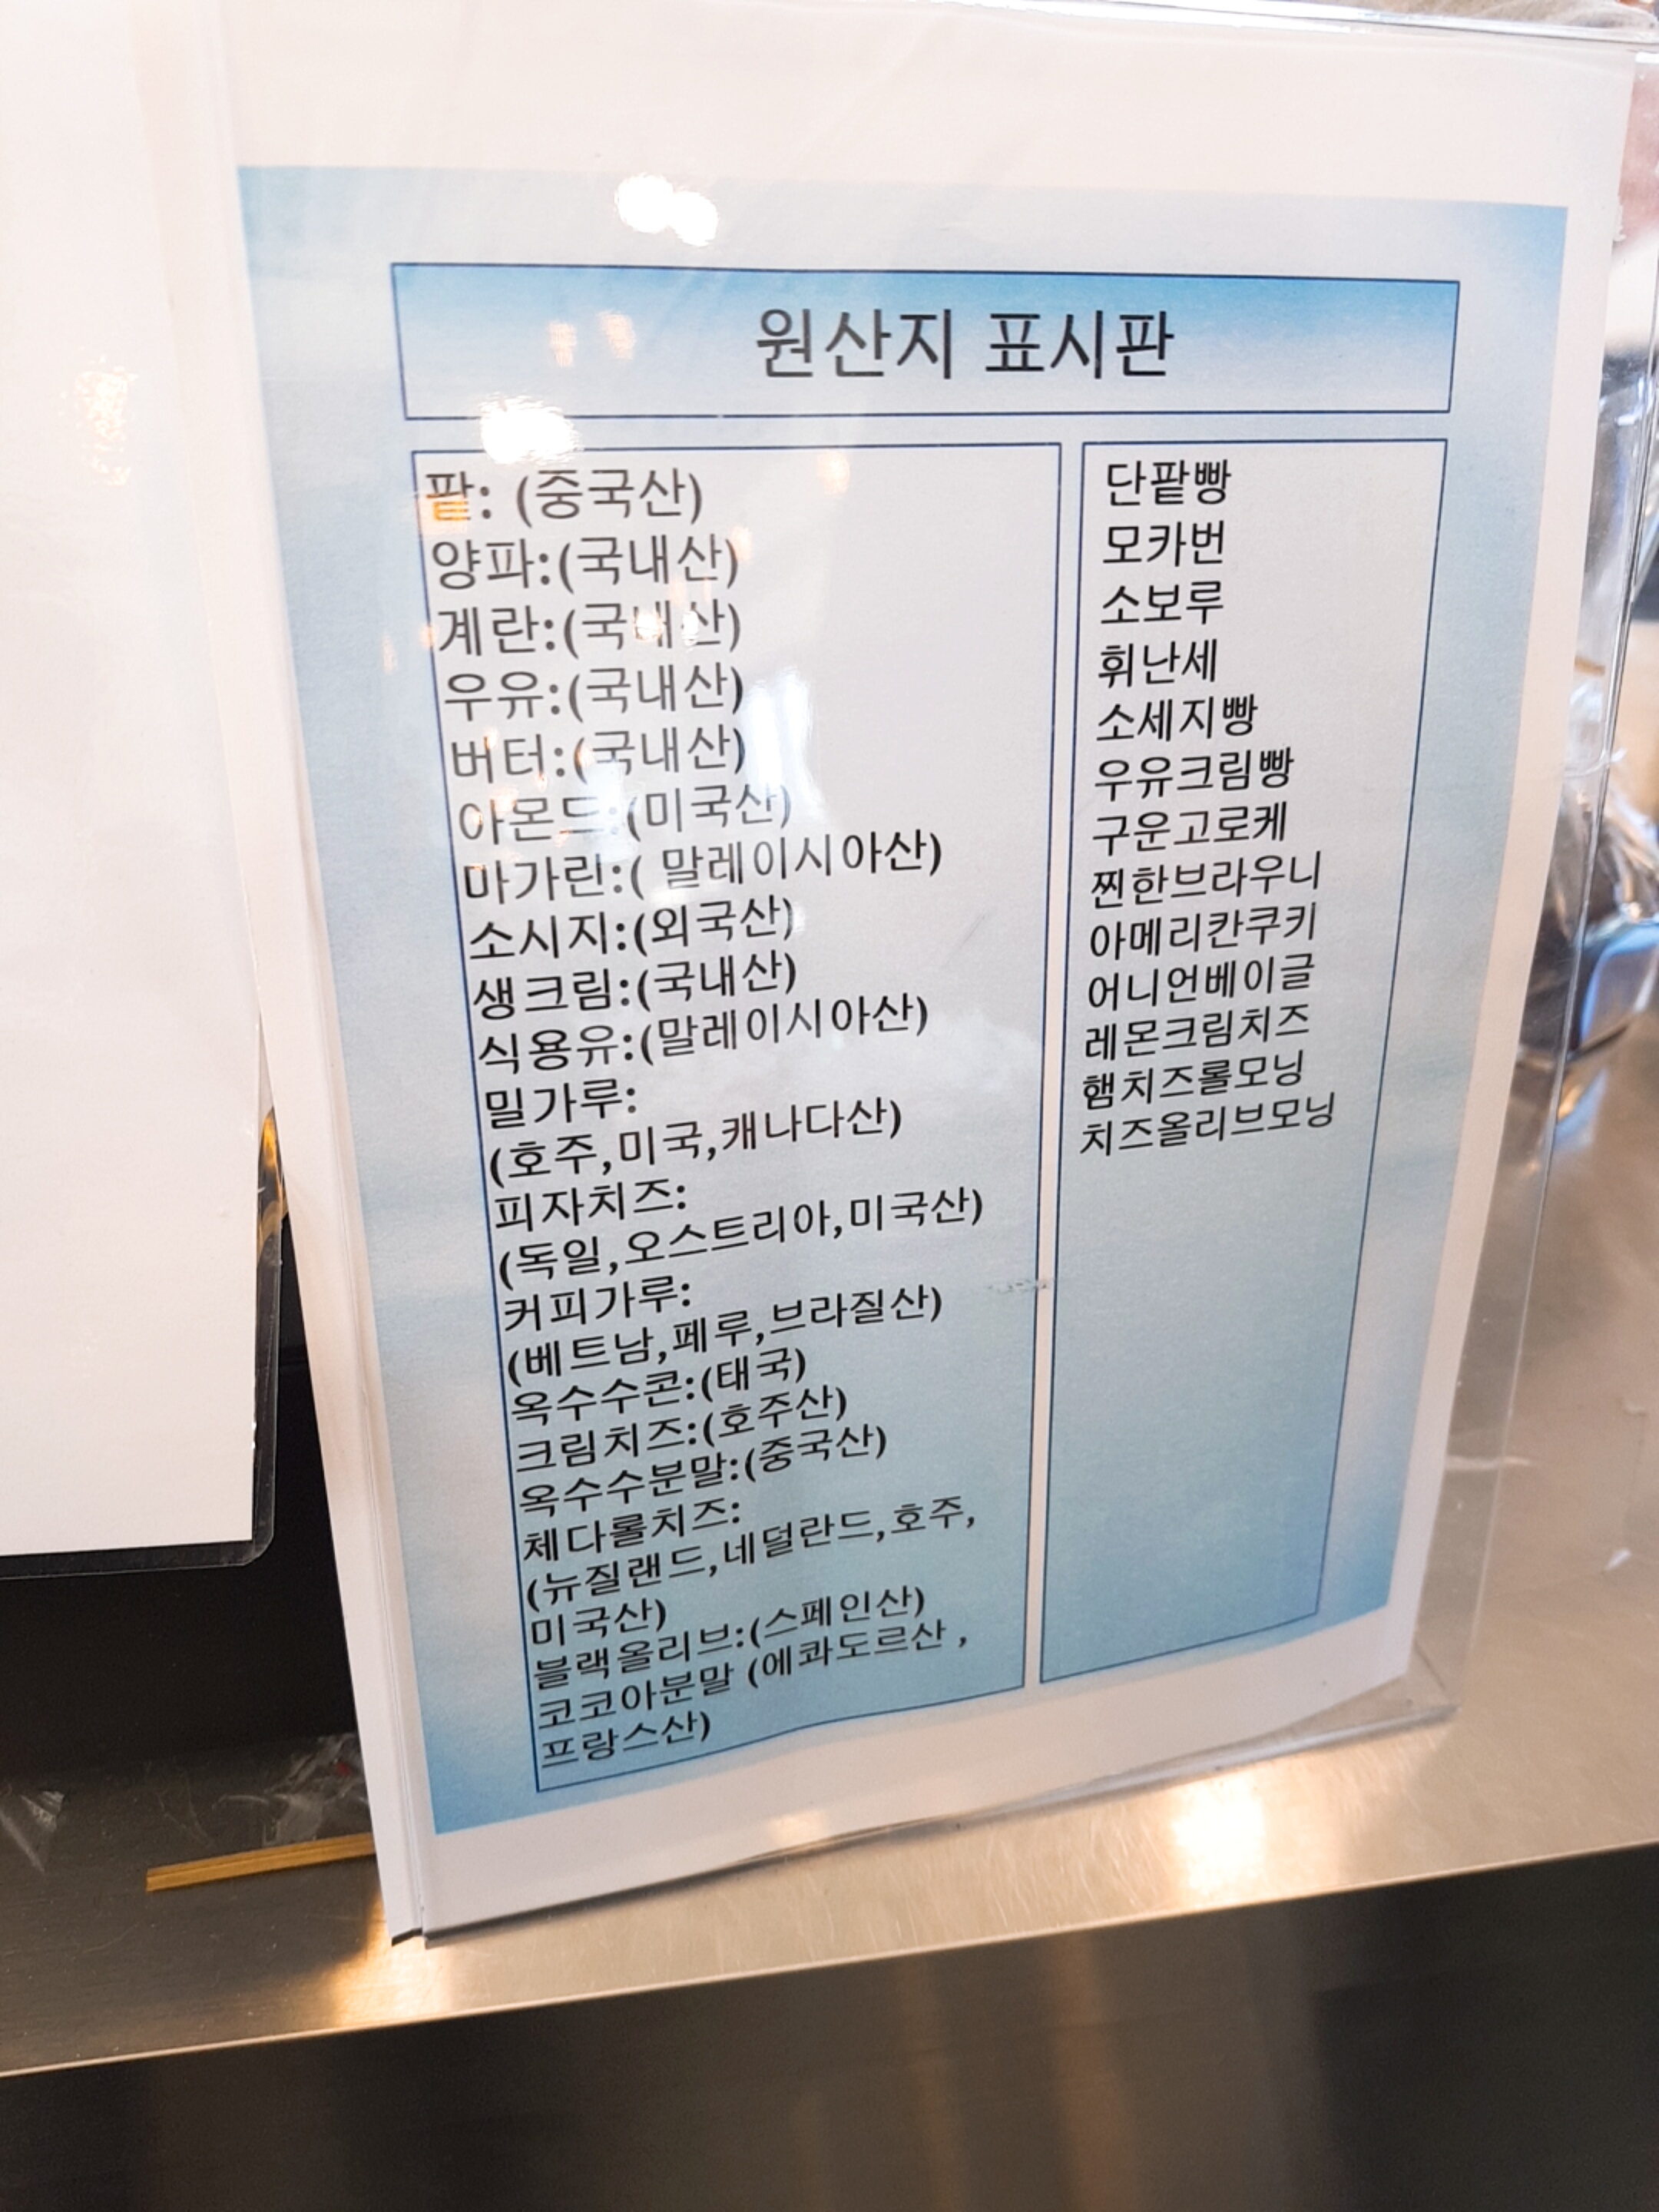 원산지 표시판
팥: (중국산)
양파:(국내산)
계란:(국내산)
우유:(국내산)
버터:(국내산)
아몬드:(미국산)
마가린:( 말레이시아산)
소시지:(외국산)
생크림:(국내산)
식용유:(말레이시아산)
밀가루:
(호주,미국,캐나다산)
피자치즈:
(독일,오스트리아,미국산)
커피가루:
(베트남,페루,브라질산)
옥수수콘:(태국)
크림치즈:(호주산)
옥수수분말:(중국산)
체다롤치즈:
(뉴질랜드,네덜란드,호주,
미국산)
블랙올리브:(스페인산)
코코아분말 (에콰도르산 ,
프랑스산)
단팥빵
모카번
소보루
휘난세
소세지빵
우유크림빵
구운고로케
찐한브라우니
아메리칸쿠키
어니언베이글
레몬크림치즈
햄치즈롤모닝
치즈올리브모닝